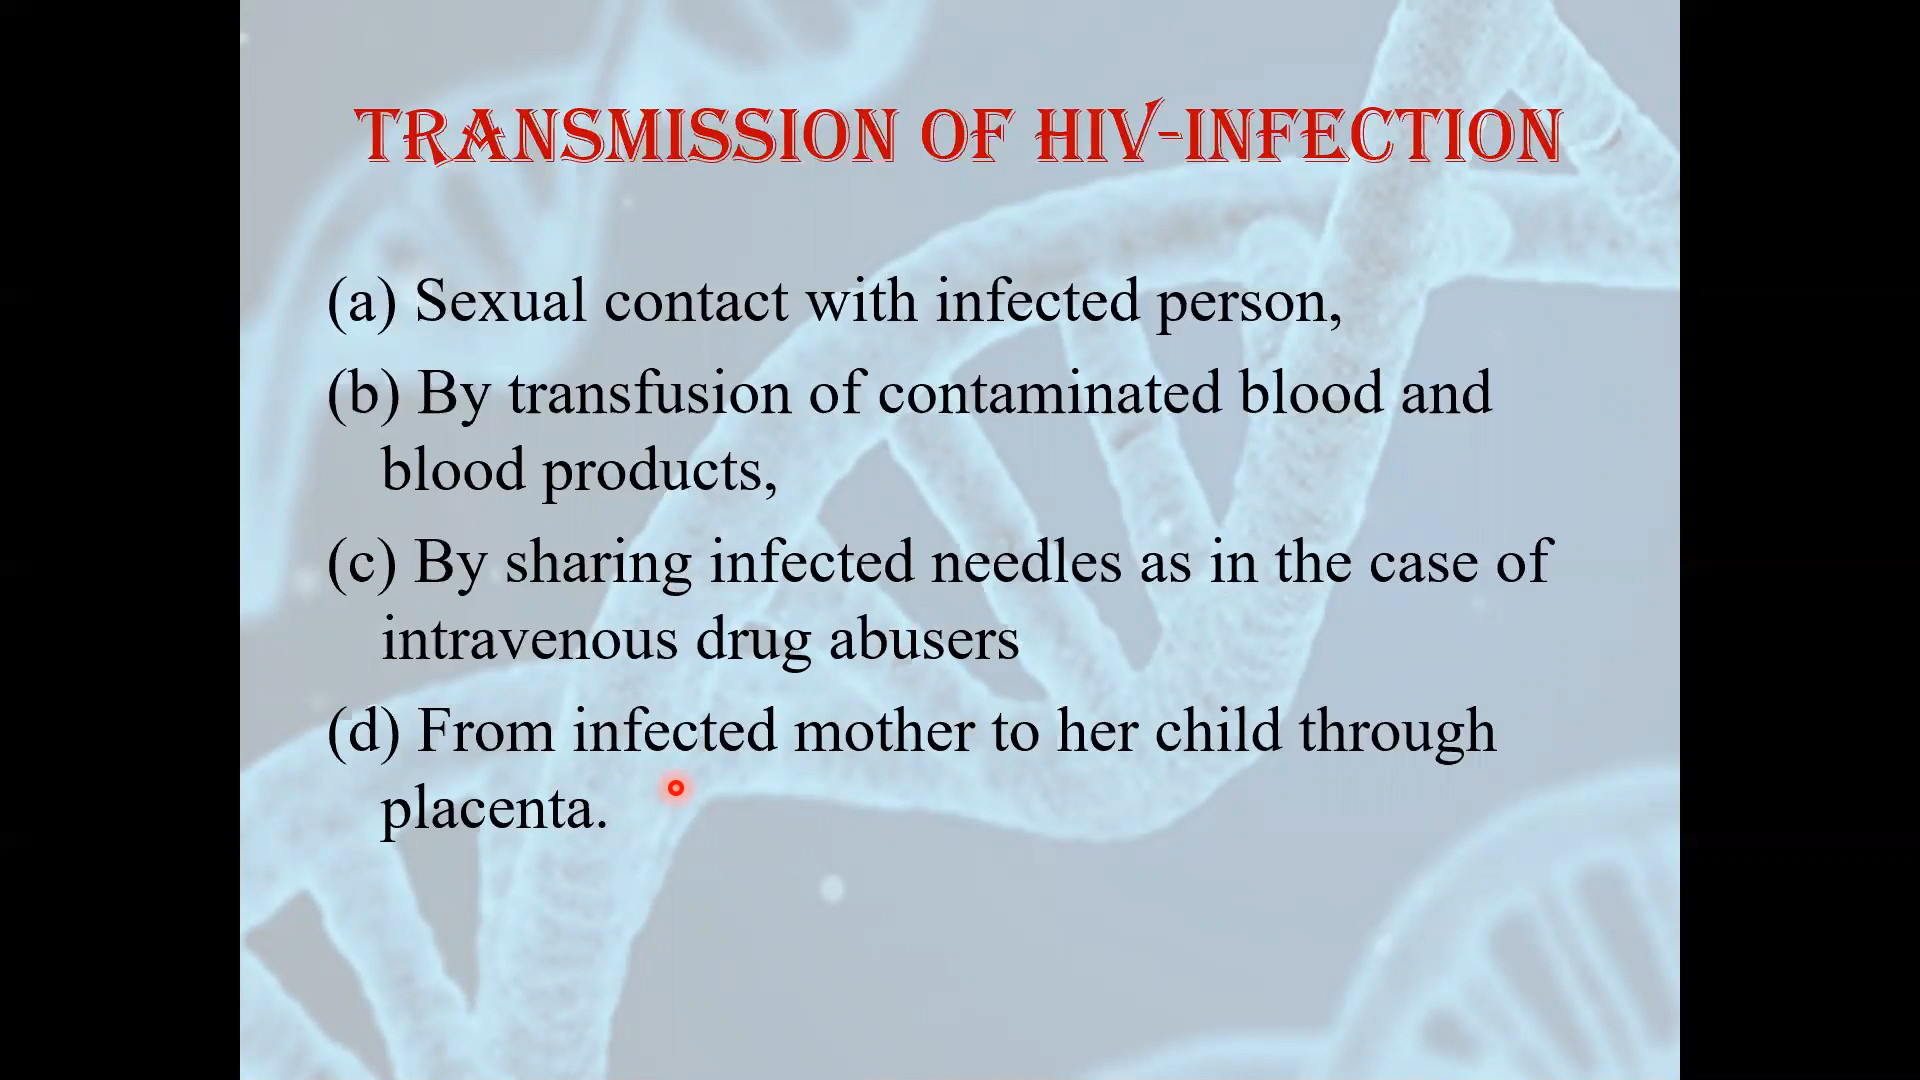 TRANSMISSION OF HIV-INFECTION
(a) Sexual contact with infected person,
(b) By transfusion of contaminated blood and
blood products,
(c) By sharing infected needles as in the case of
intravenous drug abusers
(d) From infected mother to her child through
placenta.